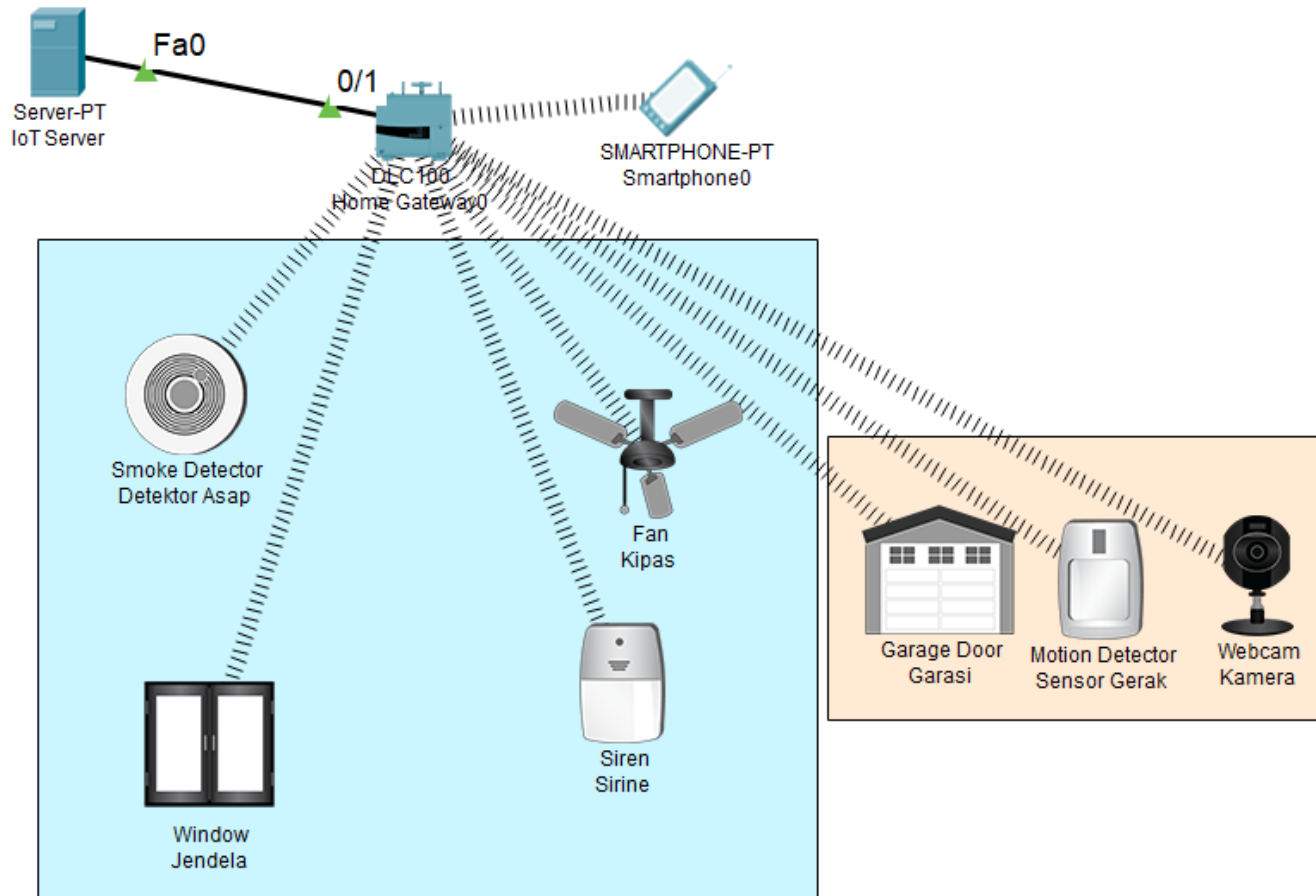 Fa0
0/1
Server-PT
IoT Server
SMARTPHONE-PT
Smartphone0
DLC100
Home Gateway0
Smoke Detector
Detektor Asap
Fan
Kipas
Garage Door
Garasi
Motion Detector
Sensor Gerak
Webcam
Kamera
Siren
Sirine
Window
Jendela